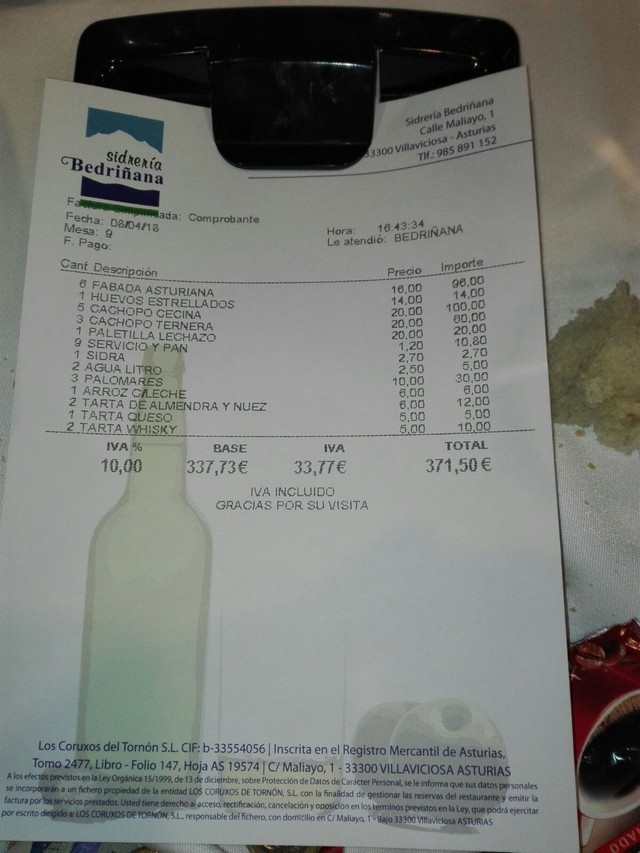 sidrería
Bedriñana
Sidrería Bedriñana
Calle Maliayo, 1
33300 Villaviciosa - Asturias
Tlf.: 985 891 152
Factura Simplificada: Comprobante
Fecha: 08/04/18
Hora: 16:43:34
Mesa: 9
Le atendió: BEDRIÑANA
F. Pago:
Cant Descripción Precio Importe
6 FABADA ASTURIANA 16,00 96,00
1 HUEVOS ESTRELLADOS 14,00 14,00
5 CACHOPO CECINA 20,00 100,00
3 CACHOPO TERNERA 20,00 60,00
1 PALETILLA LECHAZO 20,00 20,00
9 SERVICIO Y PAN 1,20 10,80
1 SIDRA 2,70 2,70
2 AGUA LITRO 2,50 5,00
3 PALOMARES 10,00 30,00
1 ARROZ C/LECHE 6,00 6,00
2 TARTA DE ALMENDRA Y NUEZ 6,00 12,00
1 TARTA QUESO 5,00 5,00
2 TARTA WHISKY 5,00 10,00
IVA % BASE IVA TOTAL
10,00 337,73€ 33,77€ 371,50€
IVA INCLUIDO
GRACIAS POR SU VISITA
Los Coruxos del Tornón S.L. CIF: b-33554056 | Inscrita en el Registro Mercantil de Asturias,
Tomo 2477, Libro - Folio 147, Hoja AS 19574 | C/ Maliayo, 1 - 33300 VILLAVICIOSA ASTURIAS
A los efectos previstos en la Ley Orgánica 15/1999, de 13 de diciembre, sobre Protección de Datos de Carácter Personal, se le informa que sus datos personales
se incorporarán a un fichero propiedad de la entidad LOS CORUXOS DE TORNÓN, S.L. con la finalidad de gestionar las reservas del restaurante y emitir la
factura por los servicios prestados. Usted tiene derecho al acceso, rectificación, cancelación y oposición en los terminos previstos en la Ley, que podrá ejercitar
por escrito dirigido a: LOS CORUXOS DE TORNÓN, S.L., responsable del fichero, con domicilio en C/ Maliayo, 1 - Bajo 33300 Villaviciosa ASTURIAS